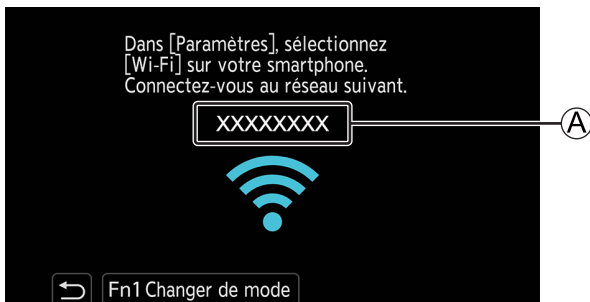 Dans [Paramètres], sélectionnez
[Wi-Fi] sur votre smartphone.
Connectez-vous au réseau suivant.
XXXXXXXX
A
Fn1 Changer de mode